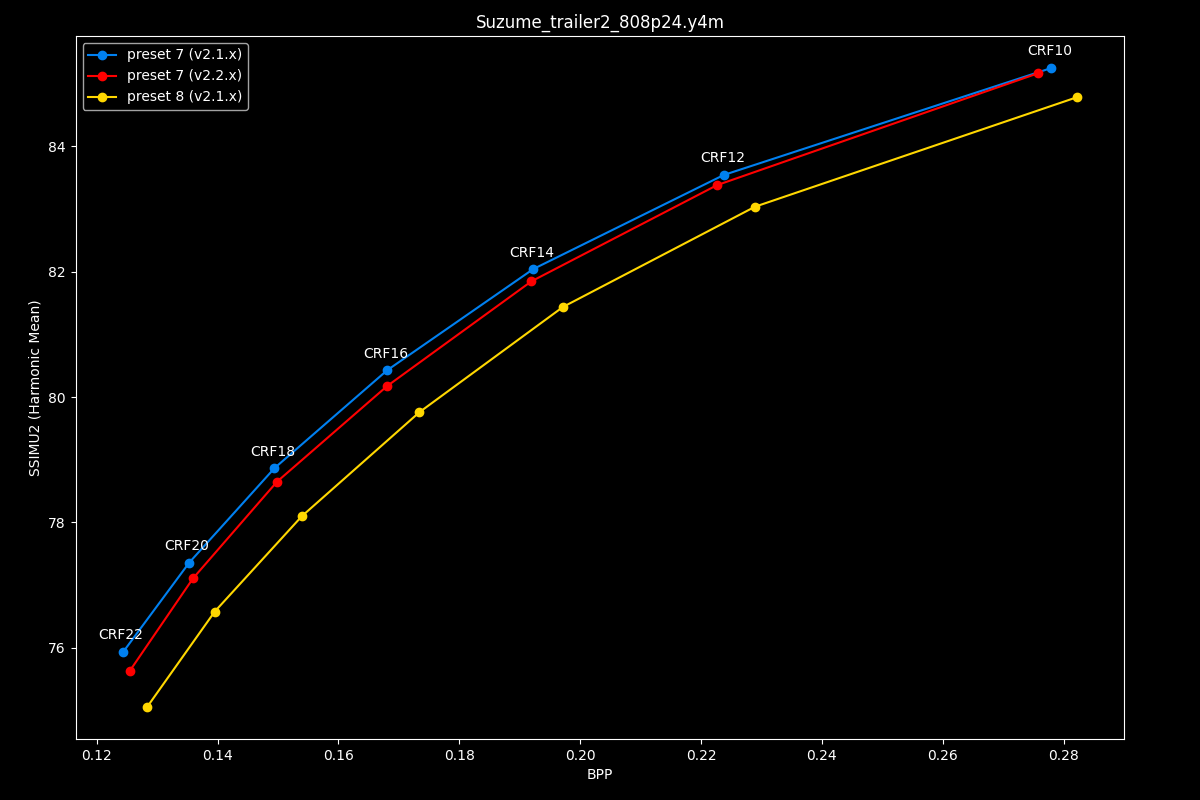 Suzume_trailer2_808p24.y4m
preset 7 (v2.1.x)
preset 7 (v2.2.x)
preset 8 (v2.1.x)
CRF10
CRF12
CRF14
CRF16
CRF18
CRF20
CRF22
84
82
80
78
76
SSIMU2 (Harmonic Mean)
0.12 0.14 0.16 0.18 0.20 0.22 0.24 0.26 0.28
BPP